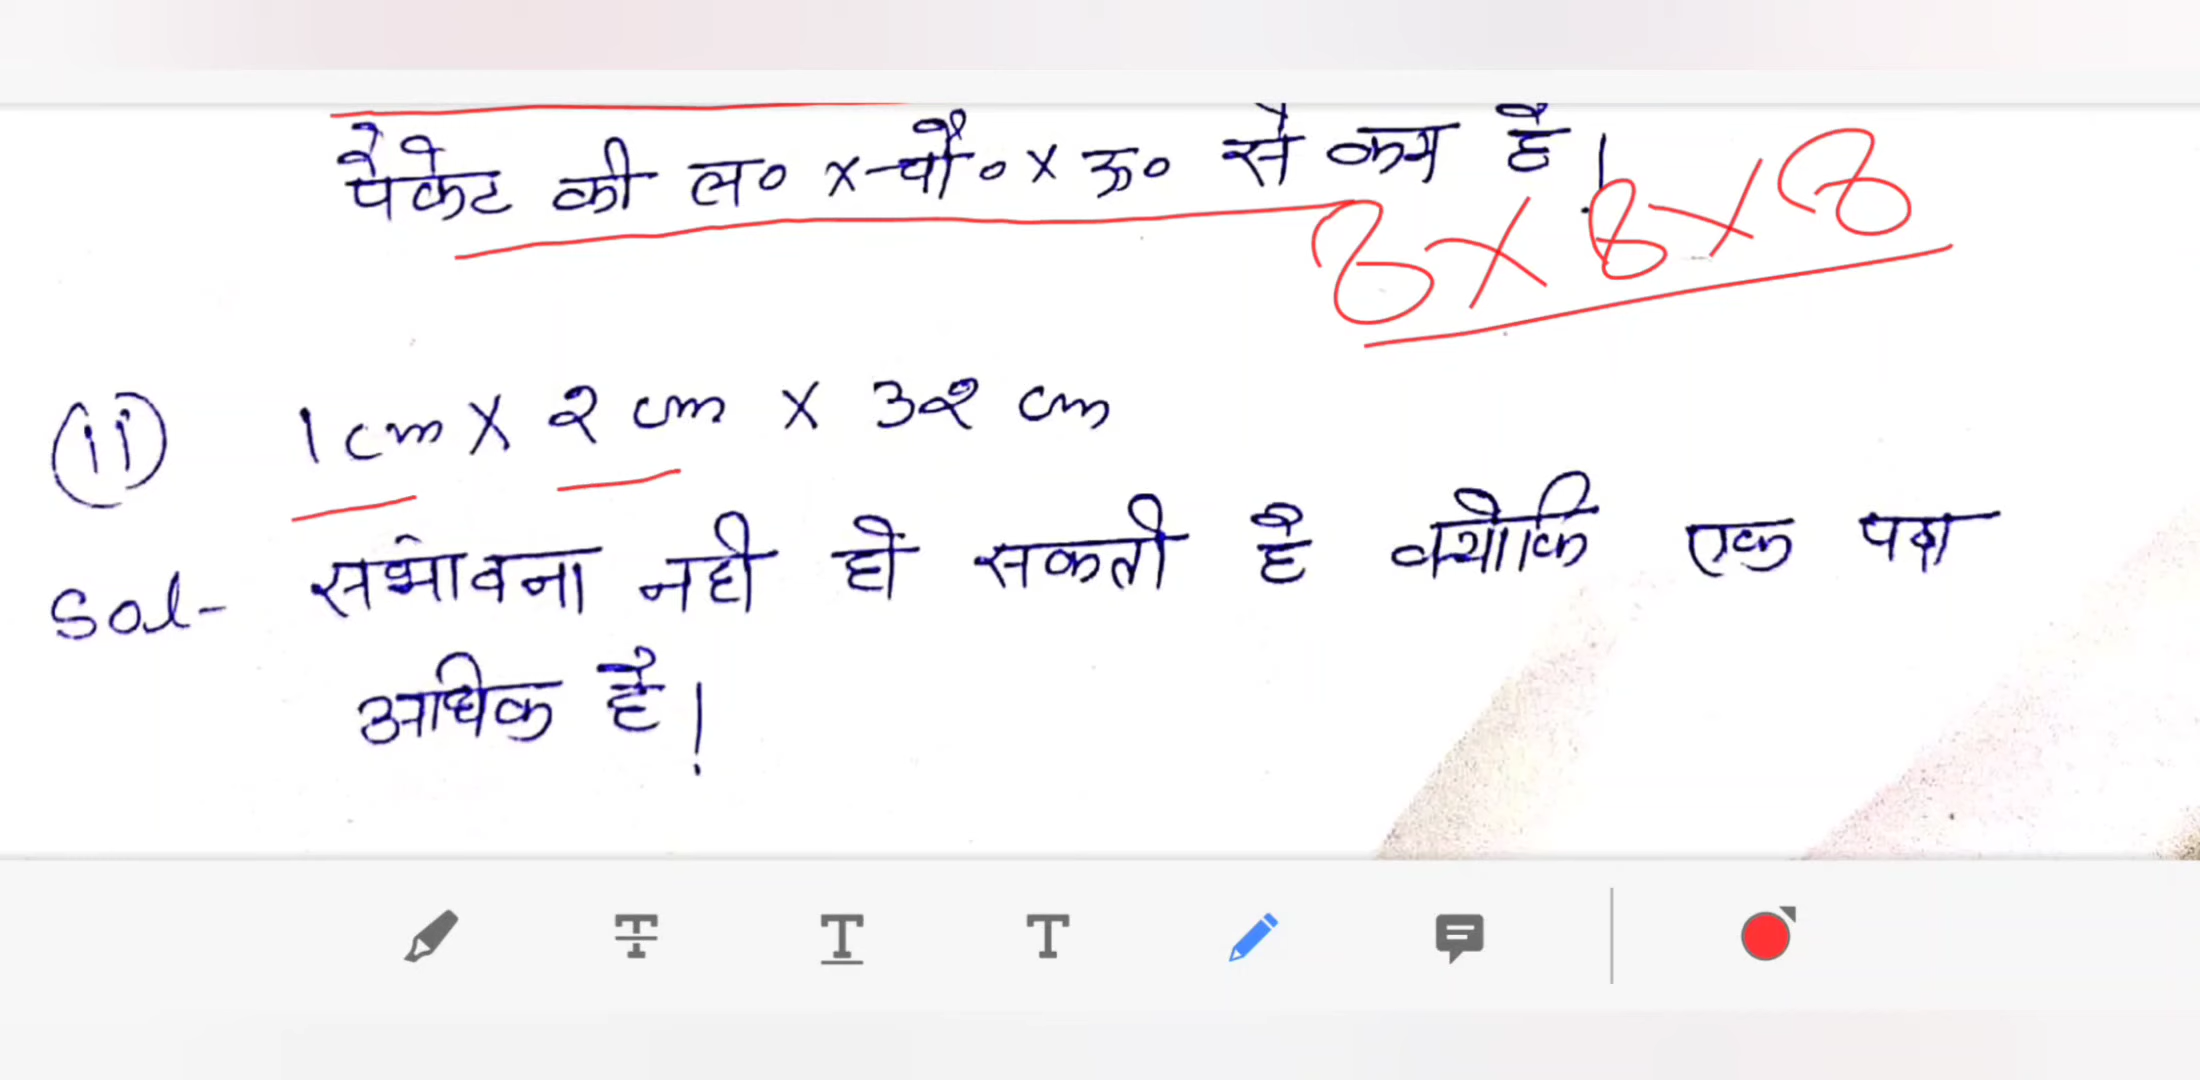 पैकेट की ल० x चौ० x ऊ० से कम है।
8 x 8 x 8
(ii) 1 cm X 2 cm X 32 cm
Sol- संभावना नही हो सकती है क्योकि एक पक्ष
अधिक है।